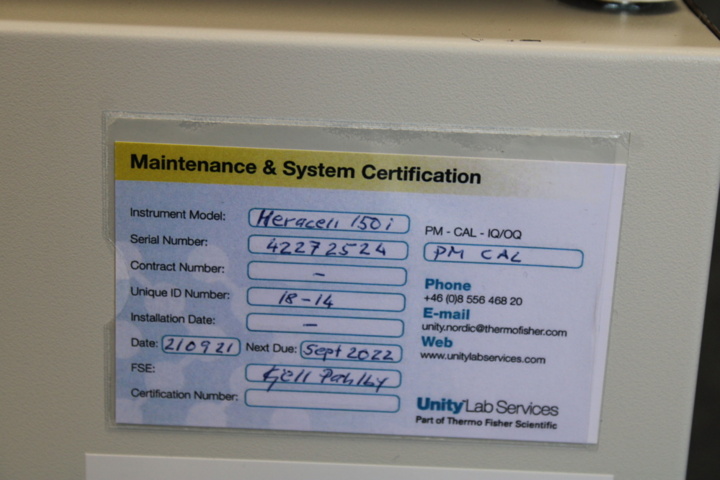 Maintenance & System Certification
Instrument Model: Heracell 150i
PM - CAL - IQ/OQ
Serial Number: 42272524
PM CAL
Contract Number: –
Phone
+46 (0)8 556 468 20
Unique ID Number: 18-14
E-mail
unity.nordic@thermofisher.com
Installation Date: –
Web
www.unitylabservices.com
Date: 210921 Next Due: Sept 2022
FSE: Kjell Pahlby
Certification Number:
Unity Lab Services
Part of Thermo Fisher Scientific